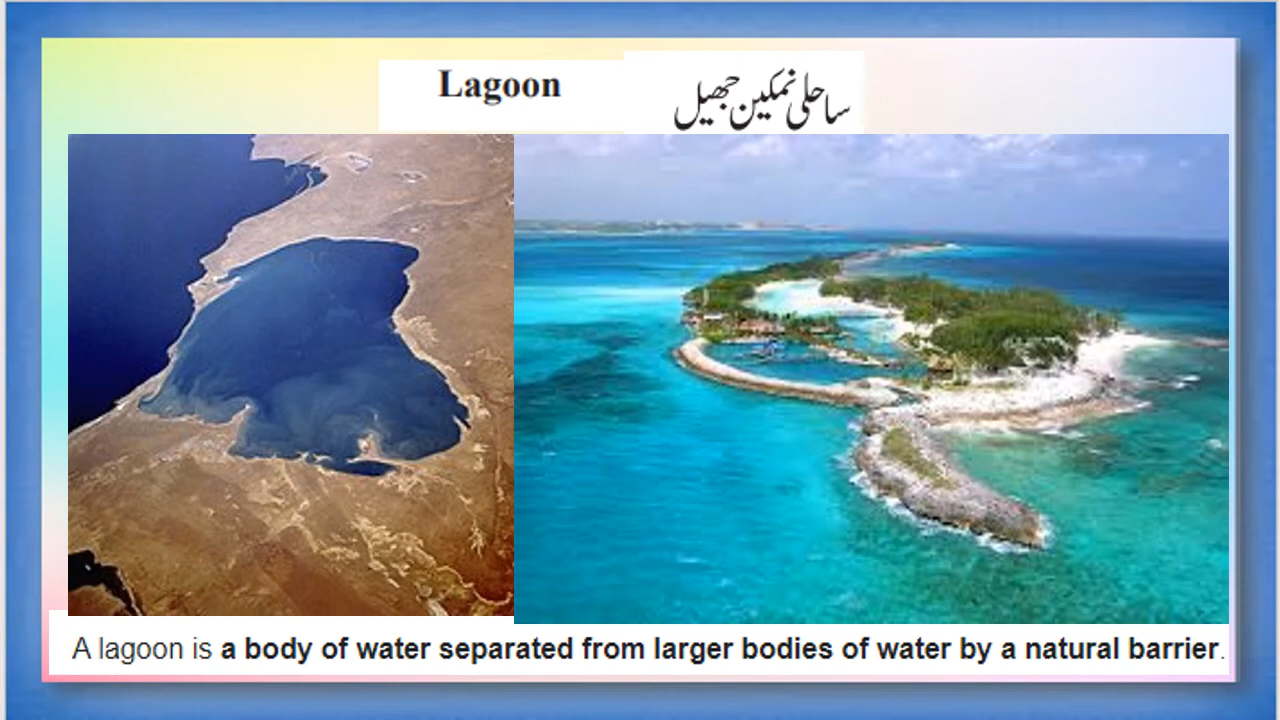 Lagoon
ساحلی نمکین جھیل
A lagoon is a body of water separated from larger bodies of water by a natural barrier.